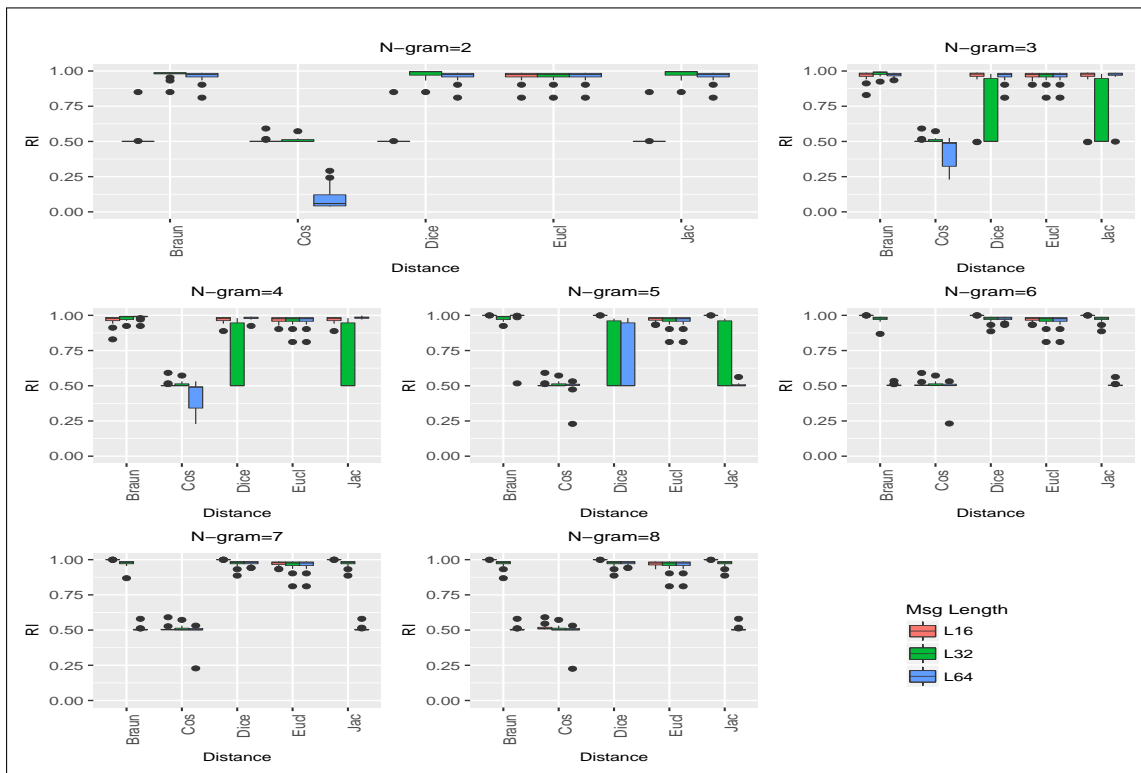 N-gram=2
RI
1.00
0.75
0.50
0.25
0.00
Braun
Cos
Dice
Eucl
Jac
Distance
N-gram=3
RI
1.00
0.75
0.50
0.25
0.00
Braun
Cos
Dice
Eucl
Jac
Distance
N-gram=4
RI
1.00
0.75
0.50
0.25
0.00
Braun
Cos
Dice
Eucl
Jac
Distance
N-gram=5
RI
1.00
0.75
0.50
0.25
0.00
Braun
Cos
Dice
Eucl
Jac
Distance
N-gram=6
RI
1.00
0.75
0.50
0.25
0.00
Braun
Cos
Dice
Eucl
Jac
Distance
N-gram=7
RI
1.00
0.75
0.50
0.25
0.00
Braun
Cos
Dice
Eucl
Jac
Distance
N-gram=8
RI
1.00
0.75
0.50
0.25
0.00
Braun
Cos
Dice
Eucl
Jac
Distance
Msg Length
L16
L32
L64